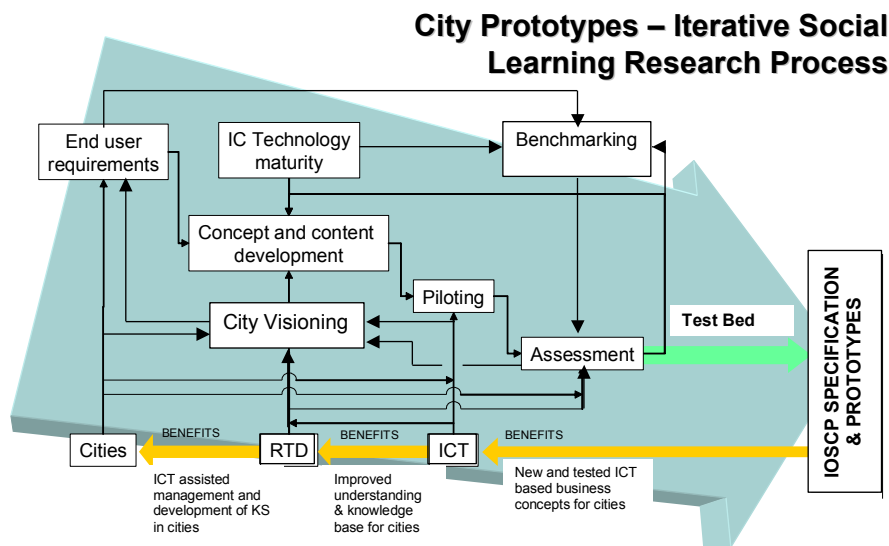 City Prototypes – Iterative Social
Learning Research Process
End user
requirements
IC Technology
maturity
Benchmarking
Concept and content
development
Piloting
City Visioning
Test Bed
Assessment
IOSCP SPECIFICATION
& PROTOTYPES
Cities
BENEFITS
RTD
BENEFITS
ICT
BENEFITS
ICT assisted
management and
development of KS
in cities
Improved
understanding
& knowledge
base for cities
New and tested ICT
based business
concepts for cities